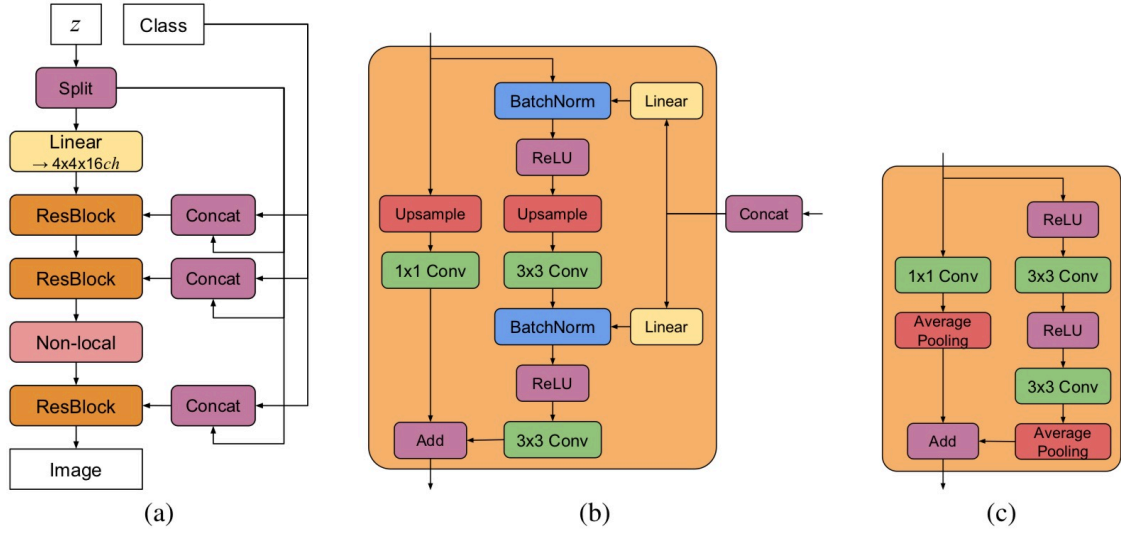 z
Class
Split
Linear
→ 4x4x16ch
ResBlock
Concat
ResBlock
Concat
Non-local
ResBlock
Concat
Image
(a)
BatchNorm
Linear
ReLU
Upsample
Upsample
Concat
1x1 Conv
3x3 Conv
BatchNorm
Linear
ReLU
Add
3x3 Conv
(b)
ReLU
1x1 Conv
3x3 Conv
Average
Pooling
ReLU
3x3 Conv
Add
Average
Pooling
(c)